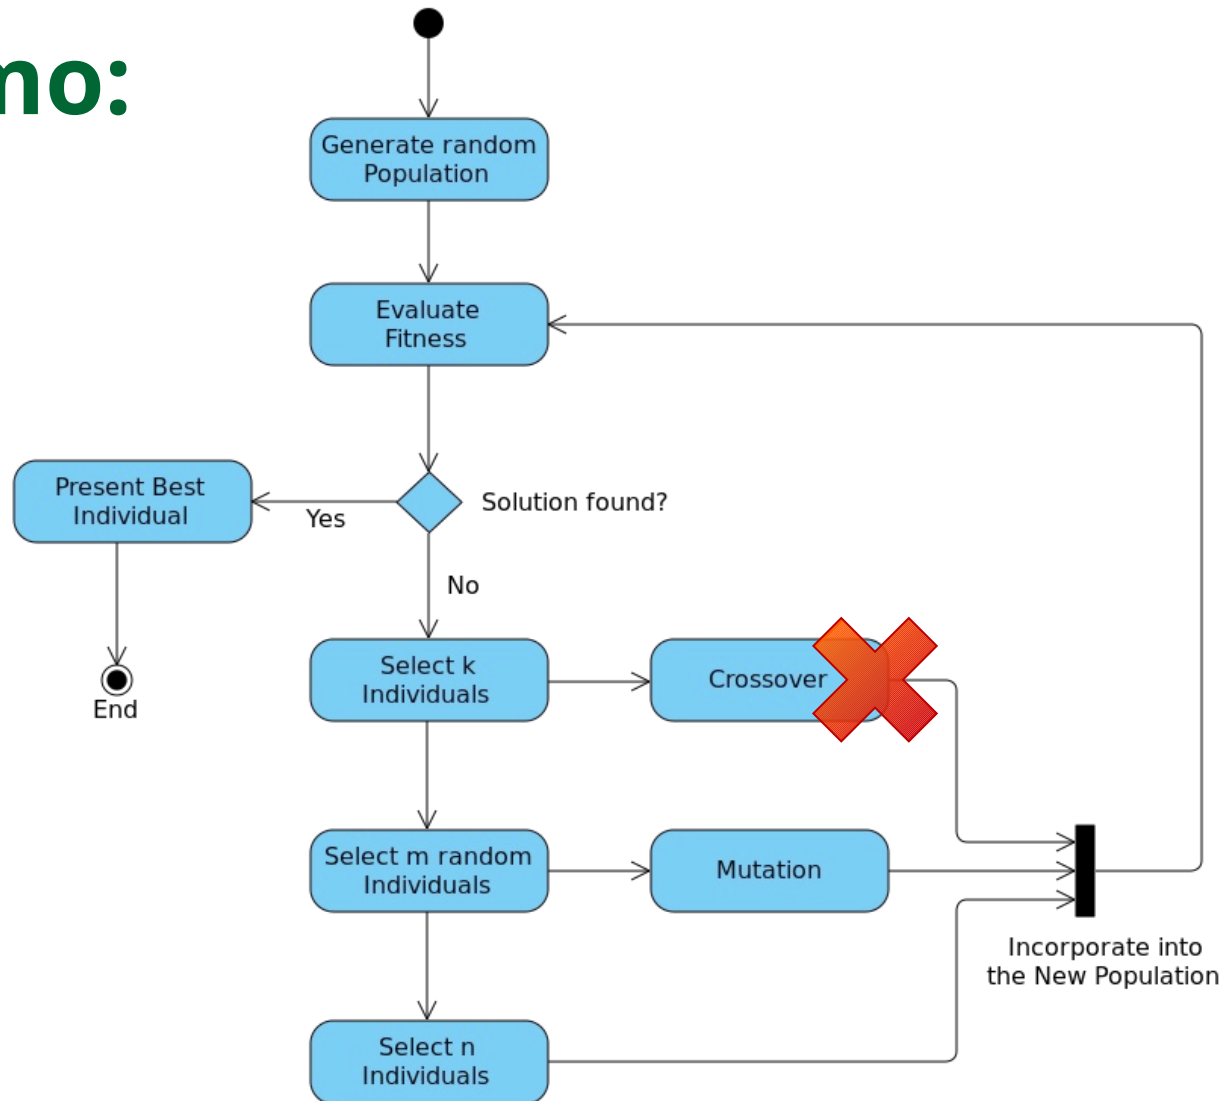 mo:
Generate random
Population
Evaluate
Fitness
Present Best
Individual
Yes
Solution found?
No
End
Select k
Individuals
Crossover
Select m random
Individuals
Mutation
Incorporate into
the New Population
Select n
Individuals